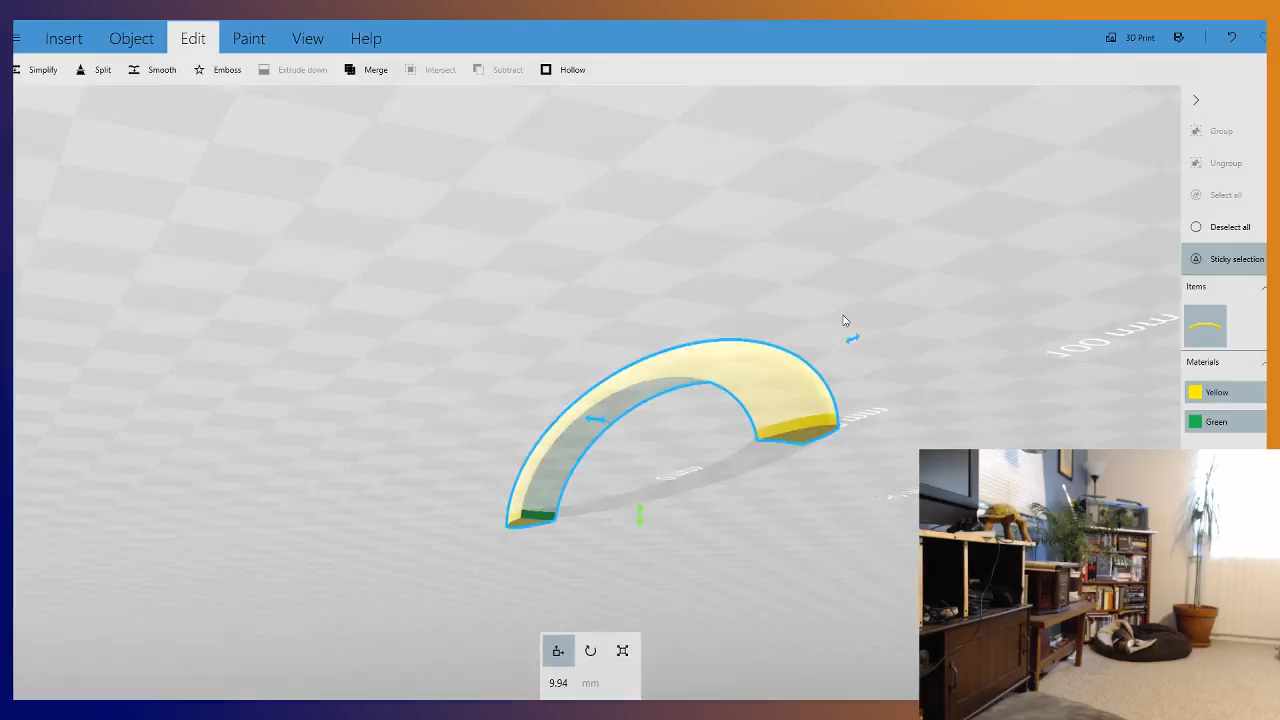 Insert Object Edit Paint View Help 3D Print
Simplify Split Smooth Emboss Extrude down Merge Intersect Subtract Hollow
Group
Ungroup
Select all
Deselect all
Sticky selection
Items
100 mm
Materials
Yellow
mm
Green
9.94 mm